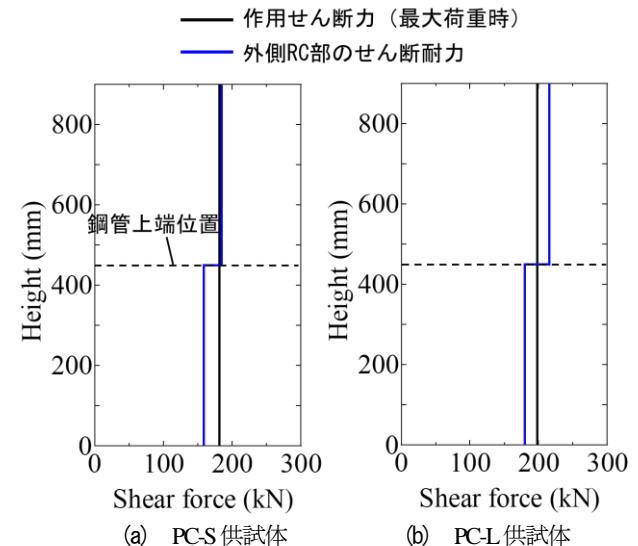 作用せん断力（最大荷重時）
外側RC部のせん断耐力
800
600
400
200
0
Height (mm)
鋼管上端位置
0 100 200 300
Shear force (kN)
(a) PC-S 供試体
800
600
400
200
0
Height (mm)
0 100 200 300
Shear force (kN)
(b) PC-L 供試体